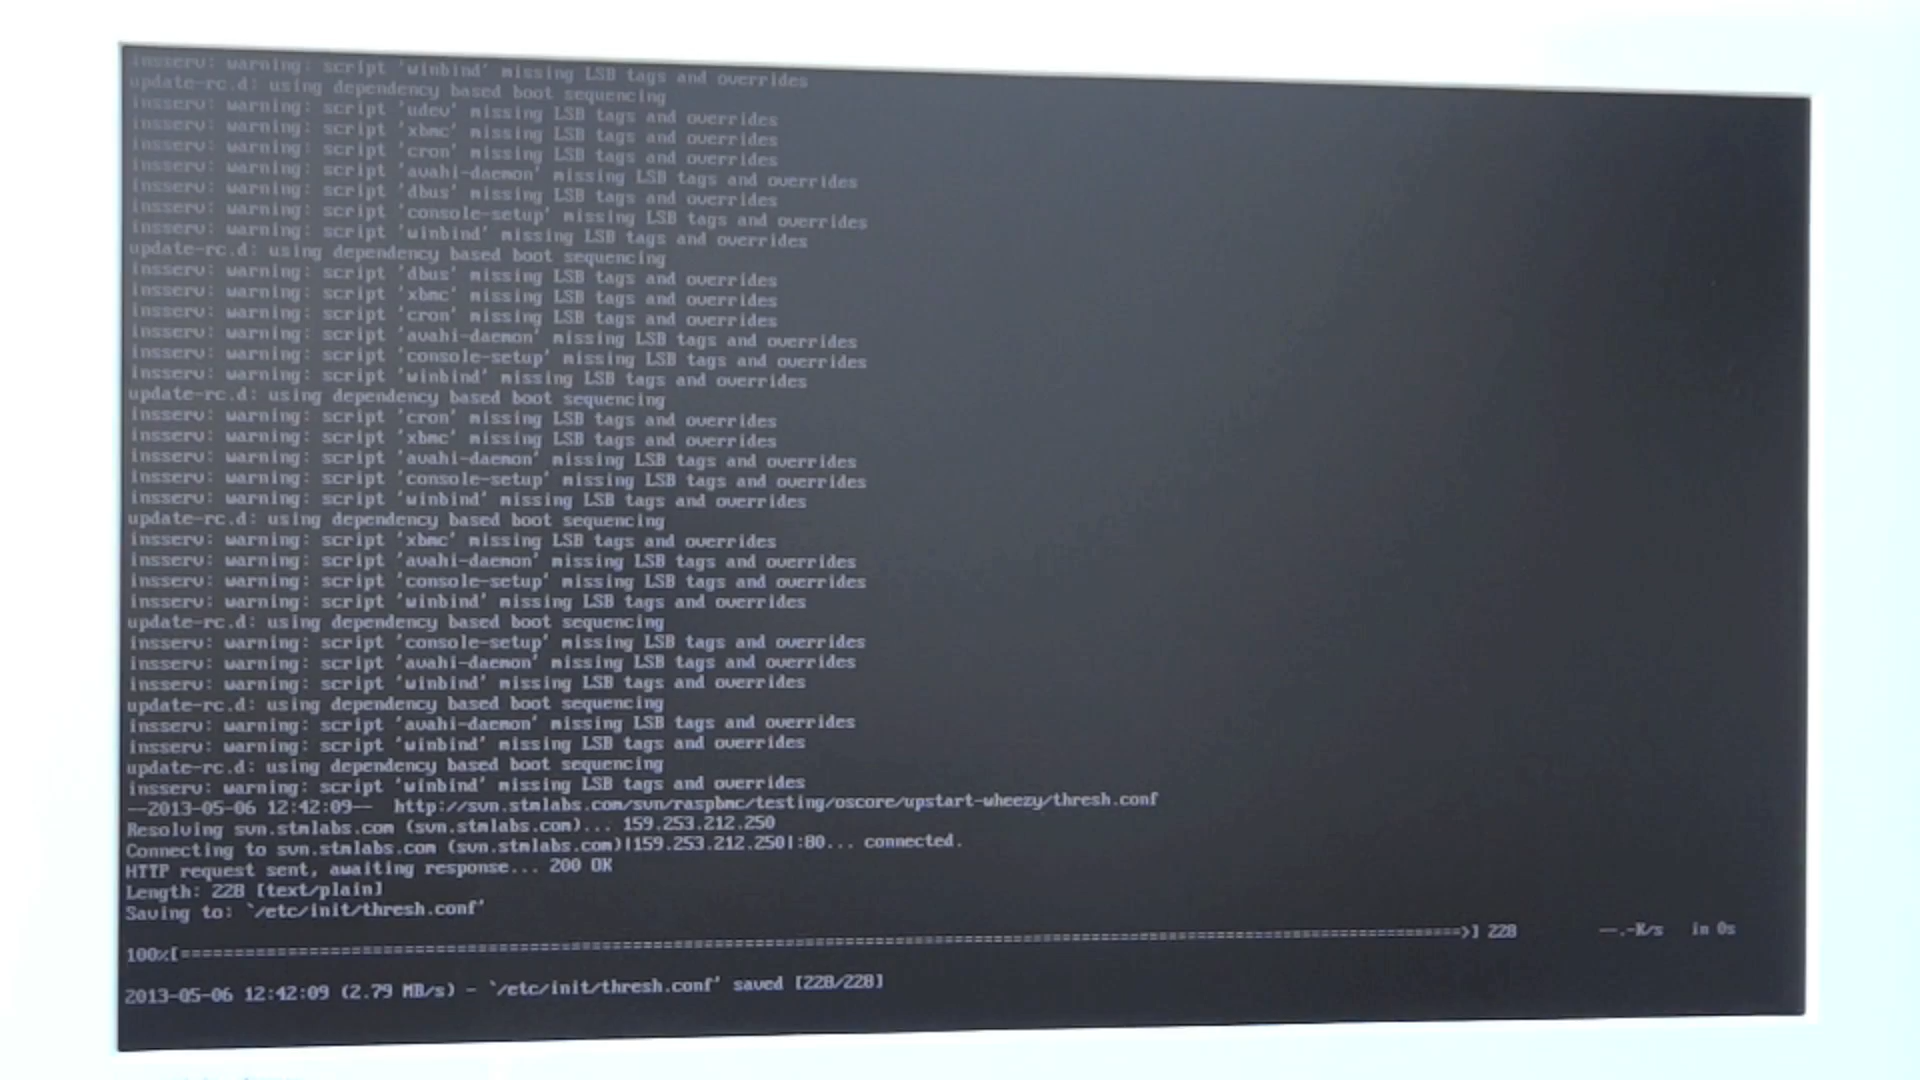 insserv: warning: script 'winbind' missing LSB tags and overrides
update-rc.d: using dependency based boot sequencing
insserv: warning: script 'udev' missing LSB tags and overrides
insserv: warning: script 'xbmc' missing LSB tags and overrides
insserv: warning: script 'cron' missing LSB tags and overrides
insserv: warning: script 'avahi-daemon' missing LSB tags and overrides
insserv: warning: script 'dbus' missing LSB tags and overrides
insserv: warning: script 'console-setup' missing LSB tags and overrides
insserv: warning: script 'winbind' missing LSB tags and overrides
update-rc.d: using dependency based boot sequencing
insserv: warning: script 'dbus' missing LSB tags and overrides
insserv: warning: script 'xbmc' missing LSB tags and overrides
insserv: warning: script 'cron' missing LSB tags and overrides
insserv: warning: script 'avahi-daemon' missing LSB tags and overrides
insserv: warning: script 'console-setup' missing LSB tags and overrides
insserv: warning: script 'winbind' missing LSB tags and overrides
update-rc.d: using dependency based boot sequencing
insserv: warning: script 'cron' missing LSB tags and overrides
insserv: warning: script 'xbmc' missing LSB tags and overrides
insserv: warning: script 'avahi-daemon' missing LSB tags and overrides
insserv: warning: script 'console-setup' missing LSB tags and overrides
insserv: warning: script 'winbind' missing LSB tags and overrides
update-rc.d: using dependency based boot sequencing
insserv: warning: script 'xbmc' missing LSB tags and overrides
insserv: warning: script 'avahi-daemon' missing LSB tags and overrides
insserv: warning: script 'console-setup' missing LSB tags and overrides
insserv: warning: script 'winbind' missing LSB tags and overrides
update-rc.d: using dependency based boot sequencing
insserv: warning: script 'console-setup' missing LSB tags and overrides
insserv: warning: script 'avahi-daemon' missing LSB tags and overrides
insserv: warning: script 'winbind' missing LSB tags and overrides
update-rc.d: using dependency based boot sequencing
insserv: warning: script 'avahi-daemon' missing LSB tags and overrides
insserv: warning: script 'winbind' missing LSB tags and overrides
update-rc.d: using dependency based boot sequencing
insserv: warning: script 'winbind' missing LSB tags and overrides
--2013-05-06 12:42:09--  http://svn.stmlabs.com/svn/raspbmc/testing/oscore/upstart-wheezy/thresh.conf
Resolving svn.stmlabs.com (svn.stmlabs.com)... 159.253.212.250
Connecting to svn.stmlabs.com (svn.stmlabs.com)|159.253.212.250|:80... connected.
HTTP request sent, awaiting response... 200 OK
Length: 228 [text/plain]
Saving to: `/etc/init/thresh.conf'
100%[======================================================================================================================================>] 228         --.-K/s   in 0s
2013-05-06 12:42:09 (2.79 MB/s) - `/etc/init/thresh.conf' saved [228/228]